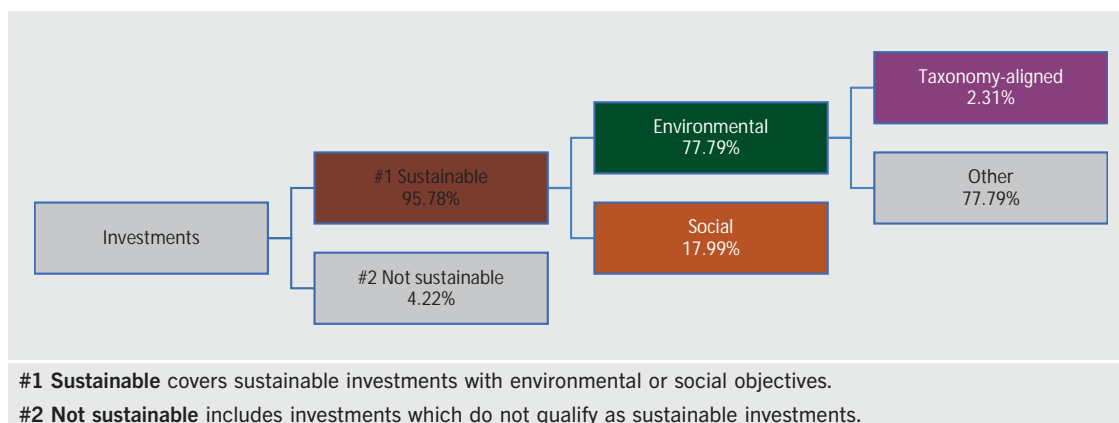 Taxonomy-aligned
2.31%
Environmental
77.79%
#1 Sustainable
95.78%
Other
77.79%
Investments
Social
17.99%
#2 Not sustainable
4.22%
#1 Sustainable covers sustainable investments with environmental or social objectives.
#2 Not sustainable includes investments which do not qualify as sustainable investments.